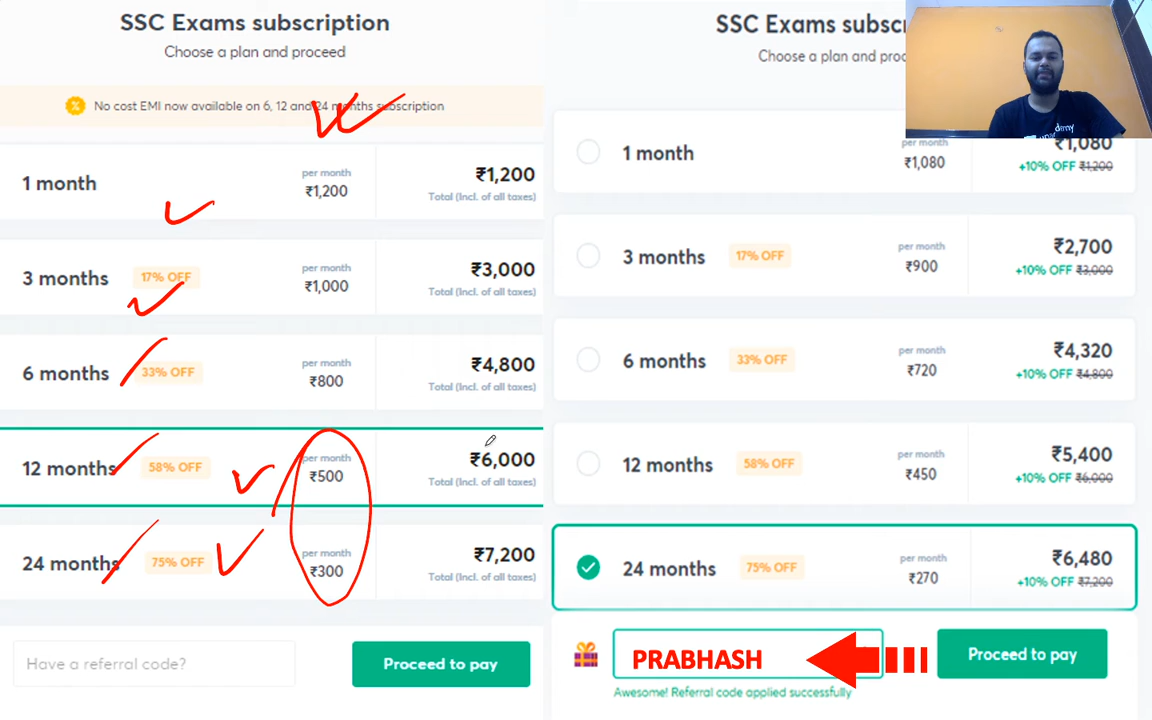 SSC Exams subscription
Choose a plan and proceed
No cost EMI now available on 6, 12 and 24 months subscription
1 month
per month
₹1,200
₹1,200
Total (Incl. of all taxes)
3 months
17% OFF
per month
₹1,000
₹3,000
Total (Incl. of all taxes)
6 months
33% OFF
per month
₹800
₹4,800
Total (Incl. of all taxes)
12 months
58% OFF
per month
₹500
₹6,000
Total (Incl. of all taxes)
24 months
75% OFF
per month
₹300
₹7,200
Total (Incl. of all taxes)
Have a referral code?
Proceed to pay
SSC Exams
Choose a plan and
1 month
per month
₹1,080
₹1,080
+10% OFF ₹1,200
3 months
17% OFF
per month
₹900
₹2,700
+10% OFF ₹3,000
6 months
33% OFF
per month
₹720
₹4,320
+10% OFF ₹4,800
12 months
58% OFF
per month
₹450
₹5,400
+10% OFF ₹6,000
24 months
75% OFF
per month
₹270
₹6,480
+10% OFF ₹7,200
PRABHASH
Proceed to pay
Awesome! Referral code applied successfully